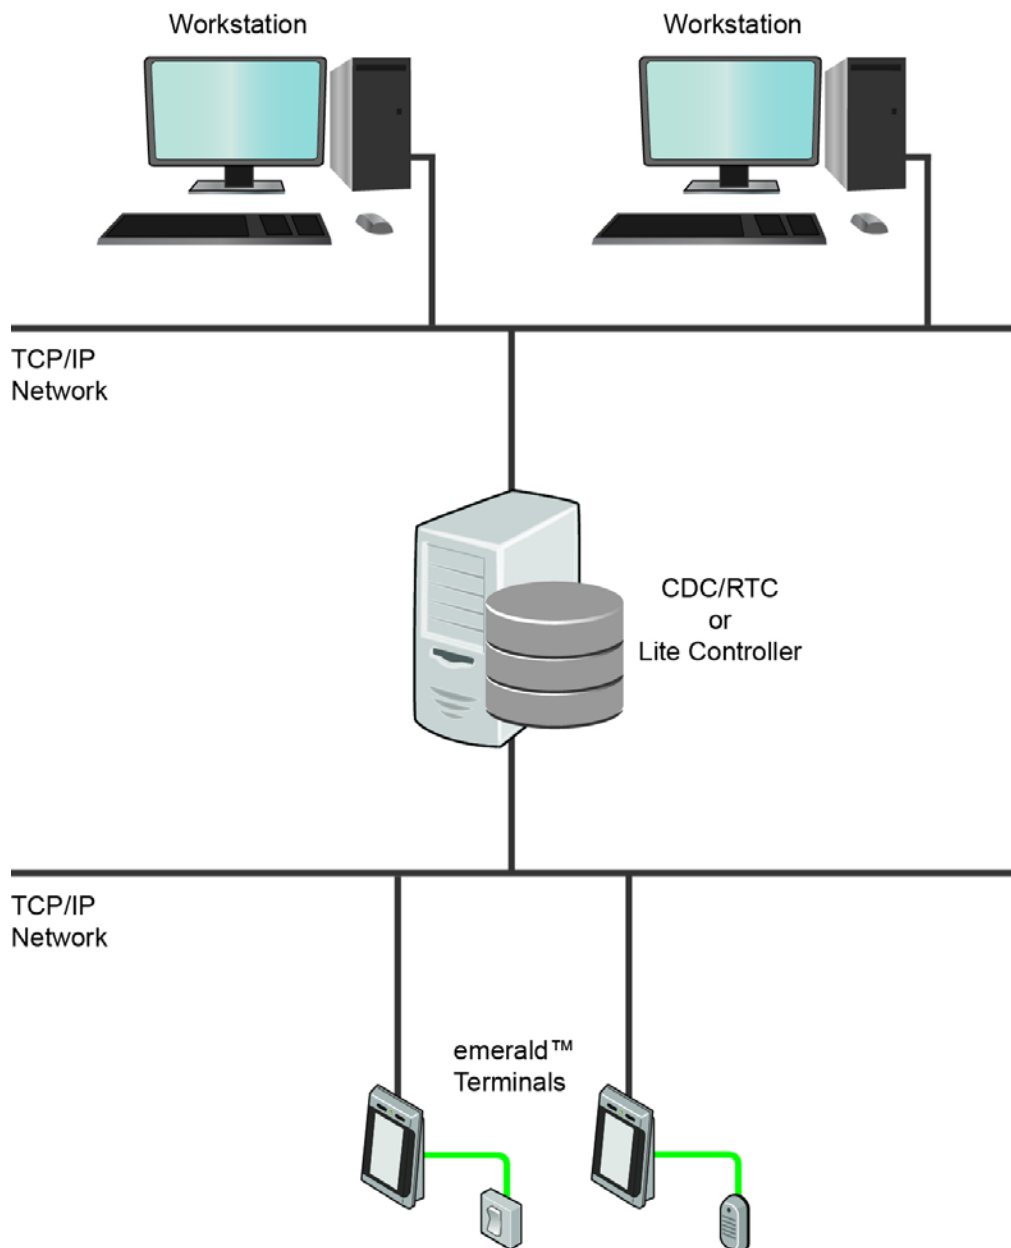 Workstation
Workstation
TCP/IP
Network
CDC/RTC
or
Lite Controller
TCP/IP
Network
emerald™
Terminals